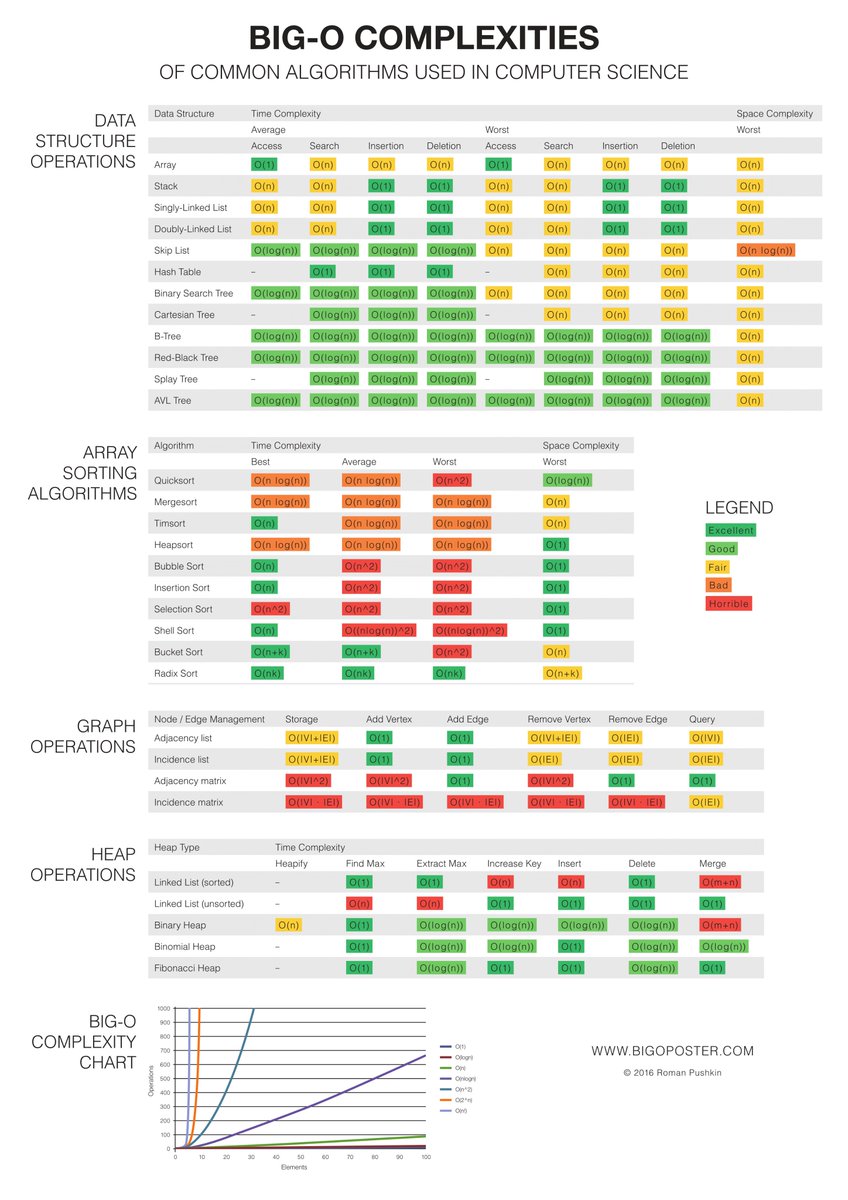 BIG-O COMPLEXITIES
OF COMMON ALGORITHMS USED IN COMPUTER SCIENCE
DATA
STRUCTURE
OPERATIONS
Data Structure Time Complexity Space Complexity
Average Worst Worst
Access Search Insertion Deletion Access Search Insertion Deletion
Array O(1) O(n) O(n) O(n) O(1) O(n) O(n) O(n) O(n)
Stack O(n) O(n) O(1) O(1) O(n) O(n) O(1) O(1) O(n)
Singly-Linked List O(n) O(n) O(1) O(1) O(n) O(n) O(1) O(1) O(n)
Doubly-Linked List O(n) O(n) O(1) O(1) O(n) O(n) O(1) O(1) O(n)
Skip List O(log(n)) O(log(n)) O(log(n)) O(log(n)) O(n) O(n) O(n) O(n) O(n log(n))
Hash Table – O(1) O(1) O(1) – O(n) O(n) O(n) O(n)
Binary Search Tree O(log(n)) O(log(n)) O(log(n)) O(log(n)) O(n) O(n) O(n) O(n) O(n)
Cartesian Tree – O(log(n)) O(log(n)) O(log(n)) – O(n) O(n) O(n) O(n)
B-Tree O(log(n)) O(log(n)) O(log(n)) O(log(n)) O(log(n)) O(log(n)) O(log(n)) O(log(n)) O(n)
Red-Black Tree O(log(n)) O(log(n)) O(log(n)) O(log(n)) O(log(n)) O(log(n)) O(log(n)) O(log(n)) O(n)
Splay Tree – O(log(n)) O(log(n)) O(log(n)) – O(log(n)) O(log(n)) O(log(n)) O(n)
AVL Tree O(log(n)) O(log(n)) O(log(n)) O(log(n)) O(log(n)) O(log(n)) O(log(n)) O(log(n)) O(n)
ARRAY
SORTING
ALGORITHMS
Algorithm Time Complexity Space Complexity
Best Average Worst Worst
Quicksort O(n log(n)) O(n log(n)) O(n^2) O(log(n))
Mergesort O(n log(n)) O(n log(n)) O(n log(n)) O(n)
Timsort O(n) O(n log(n)) O(n log(n)) O(n)
Heapsort O(n log(n)) O(n log(n)) O(n log(n)) O(1)
Bubble Sort O(n) O(n^2) O(n^2) O(1)
Insertion Sort O(n) O(n^2) O(n^2) O(1)
Selection Sort O(n^2) O(n^2) O(n^2) O(1)
Shell Sort O(n) O((nlog(n))^2) O((nlog(n))^2) O(1)
Bucket Sort O(n+k) O(n+k) O(n^2) O(n)
Radix Sort O(nk) O(nk) O(nk) O(n+k)
LEGEND
Excellent
Good
Fair
Bad
Horrible
GRAPH
OPERATIONS
Node / Edge Management Storage Add Vertex Add Edge Remove Vertex Remove Edge Query
Adjacency list O(|V|+|E|) O(1) O(1) O(|V|+|E|) O(|E|) O(|V|)
Incidence list O(|V|+|E|) O(1) O(1) O(|E|) O(|E|) O(|E|)
Adjacency matrix O(|V|^2) O(|V|^2) O(1) O(|V|^2) O(1) O(1)
Incidence matrix O(|V| · |E|) O(|V| · |E|) O(|V| · |E|) O(|V| · |E|) O(|V| · |E|) O(|E|)
HEAP
OPERATIONS
Heap Type Time Complexity
Heapify Find Max Extract Max Increase Key Insert Delete Merge
Linked List (sorted) – O(1) O(1) O(n) O(n) O(1) O(m+n)
Linked List (unsorted) – O(n) O(n) O(1) O(1) O(1) O(1)
Binary Heap O(n) O(1) O(log(n)) O(log(n)) O(log(n)) O(log(n)) O(m+n)
Binomial Heap – O(1) O(log(n)) O(log(n)) O(1) O(log(n)) O(log(n))
Fibonacci Heap – O(1) O(log(n)) O(1) O(1) O(log(n)) O(1)
BIG-O
COMPLEXITY
CHART
Operations
1000
900
800
700
600
500
400
300
200
100
0
0 10 20 30 40 50 60 70 80 90 100
Elements
O(1)
O(logn)
O(n)
O(nlogn)
O(n^2)
O(2^n)
O(n!)
WWW.BIGOPOSTER.COM
© 2016 Roman Pushkin